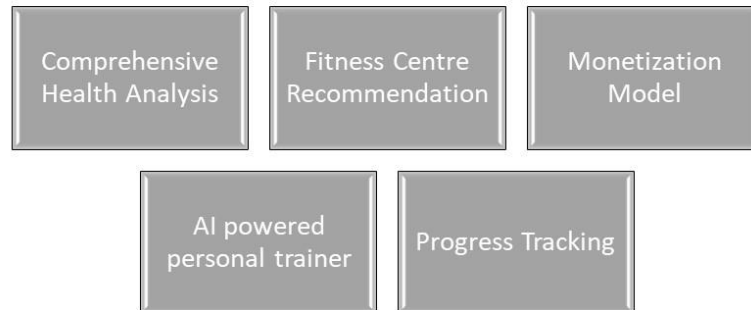 Comprehensive
Health Analysis
Fitness Centre
Recommendation
Monetization
Model
AI powered
personal trainer
Progress Tracking